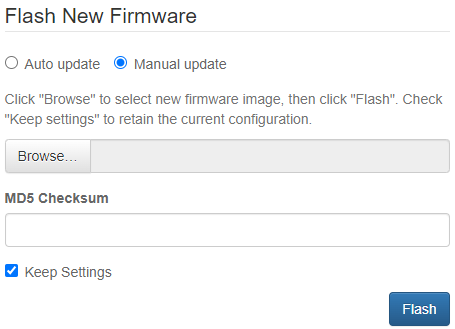 Flash New Firmware
Auto update Manual update
Click "Browse" to select new firmware image, then click "Flash". Check
"Keep settings" to retain the current configuration.
Browse...
MD5 Checksum
Keep Settings
Flash